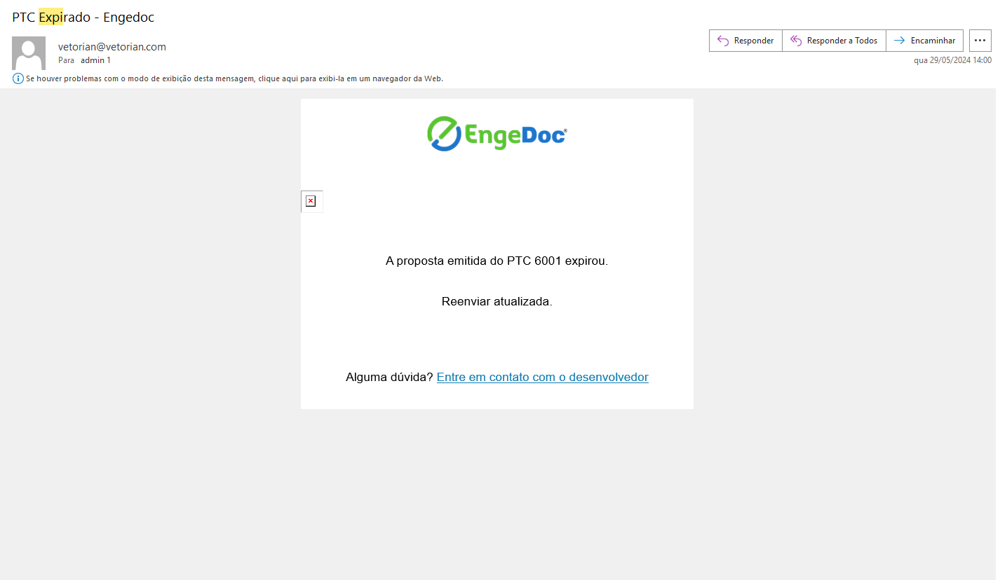 PTC Expirado - Engedoc
vetorian@vetorian.com
Para admin 1
Responder
Responder a Todos
Encaminhar
qua 29/05/2024 14:00
Se houver problemas com o modo de exibição desta mensagem, clique aqui para exibi-la em um navegador da Web.
EngeDoc®
A proposta emitida do PTC 6001 expirou.
Reenviar atualizada.
Alguma dúvida? Entre em contato com o desenvolvedor